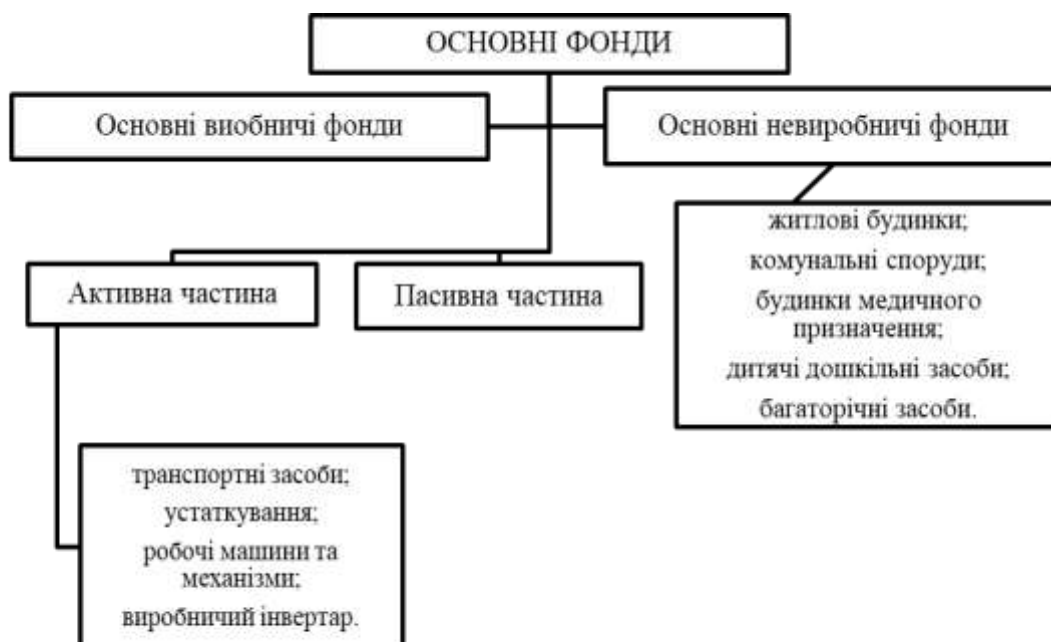 ОСНОВНІ ФОНДИ
Основні виобничі фонди
Основні невиробничі фонди
житлові будинки;
комунальні споруди;
будинки медичного
призначення;
дитячі дошкільні засоби;
багаторічні засоби.
Активна частина
Пасивна частина
транспортні засоби;
устаткування;
робочі машини та
механізми;
виробничий інвертар.